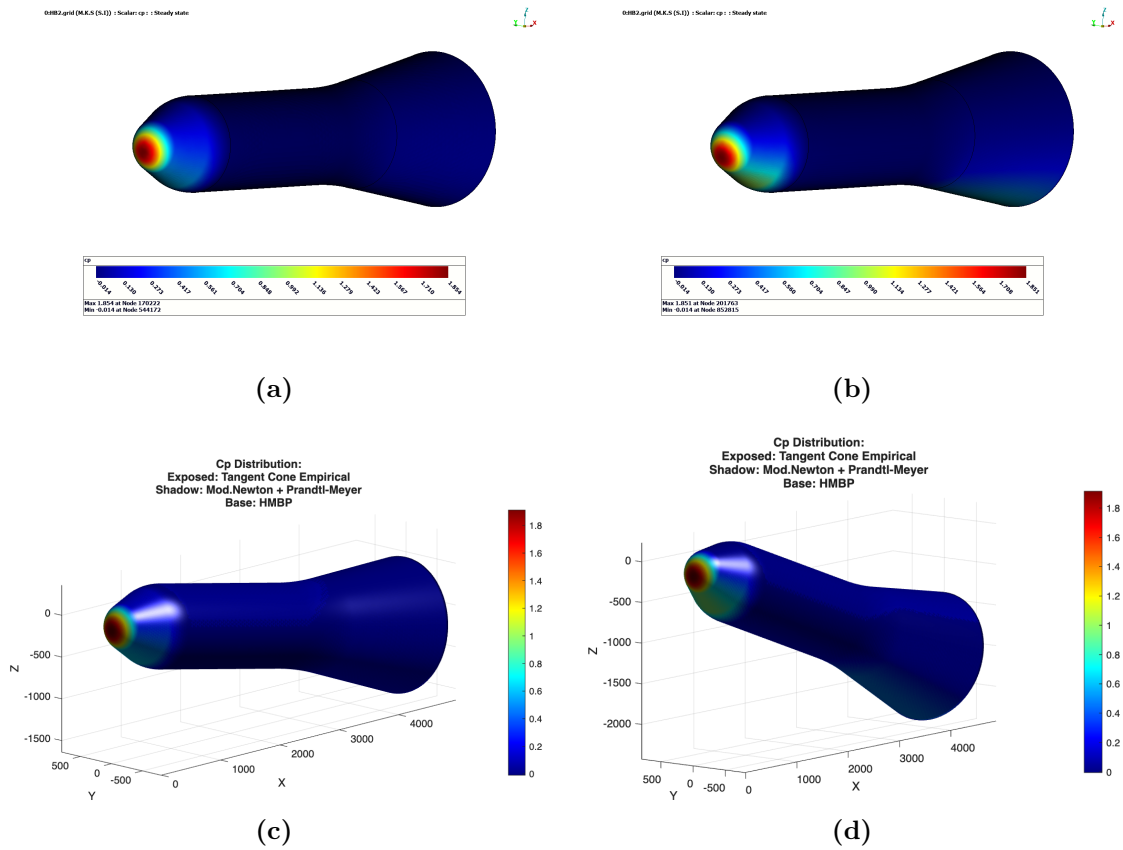 0:HB2.grid (M.K.S (S.I)) : Scalar: cp : : Steady state
Z
Y
X
cp
-0.014 0.130 0.273 0.417 0.561 0.704 0.848 0.992 1.136 1.279 1.423 1.567 1.710 1.854
Max 1.854 at Node 170222
Min -0.014 at Node 544172
(a)
0:HB2.grid (M.K.S (S.I)) : Scalar: cp : : Steady state
Z
Y
X
cp
-0.014 0.130 0.273 0.417 0.560 0.704 0.847 0.990 1.134 1.277 1.421 1.564 1.708 1.851
Max 1.851 at Node 201763
Min -0.014 at Node 852815
(b)
Cp Distribution:
Exposed: Tangent Cone Empirical
Shadow: Mod.Newton + Prandtl-Meyer
Base: HMBP
1.8
1.6
1.4
1.2
1
0.8
0.6
0.4
0.2
0
0
-500
-1000
-1500
Z
500
0
-500
Y
0
1000
2000
3000
4000
X
(c)
Cp Distribution:
Exposed: Tangent Cone Empirical
Shadow: Mod.Newton + Prandtl-Meyer
Base: HMBP
1.8
1.6
1.4
1.2
1
0.8
0.6
0.4
0.2
0
0
-500
-1000
-1500
-2000
Z
500
0
-500
Y
0
1000
2000
3000
4000
X
(d)